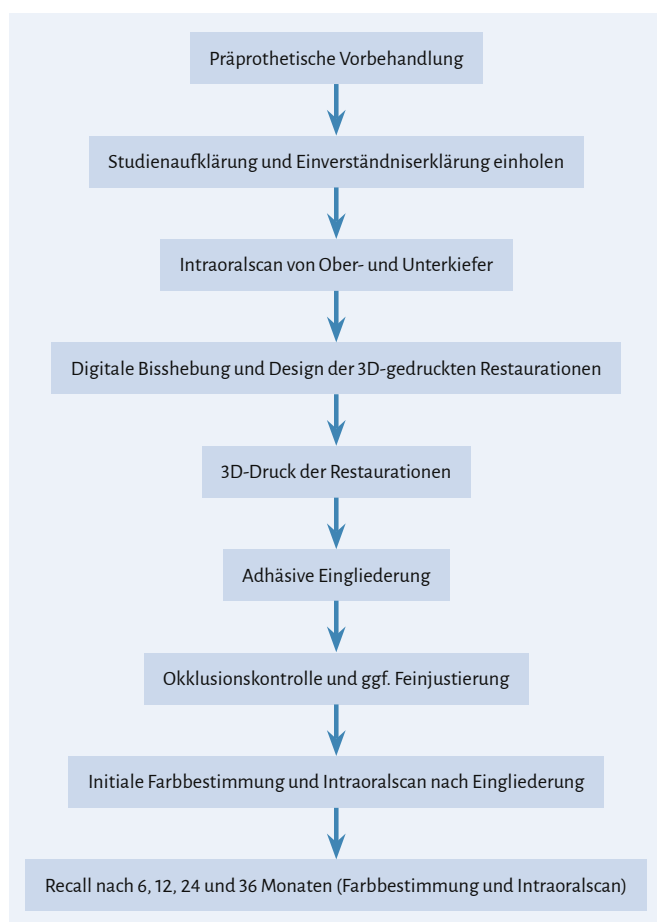 Präprothetische Vorbehandlung
Studienaufklärung und Einverständniserklärung einholen
Intraoralscan von Ober- und Unterkiefer
Digitale Bisshebung und Design der 3D-gedruckten Restaurationen
3D-Druck der Restaurationen
Adhäsive Eingliederung
Okklusionskontrolle und ggf. Feinjustierung
Initiale Farbbestimmung und Intraoralscan nach Eingliederung
Recall nach 6, 12, 24 und 36 Monaten (Farbbestimmung und Intraoralscan)